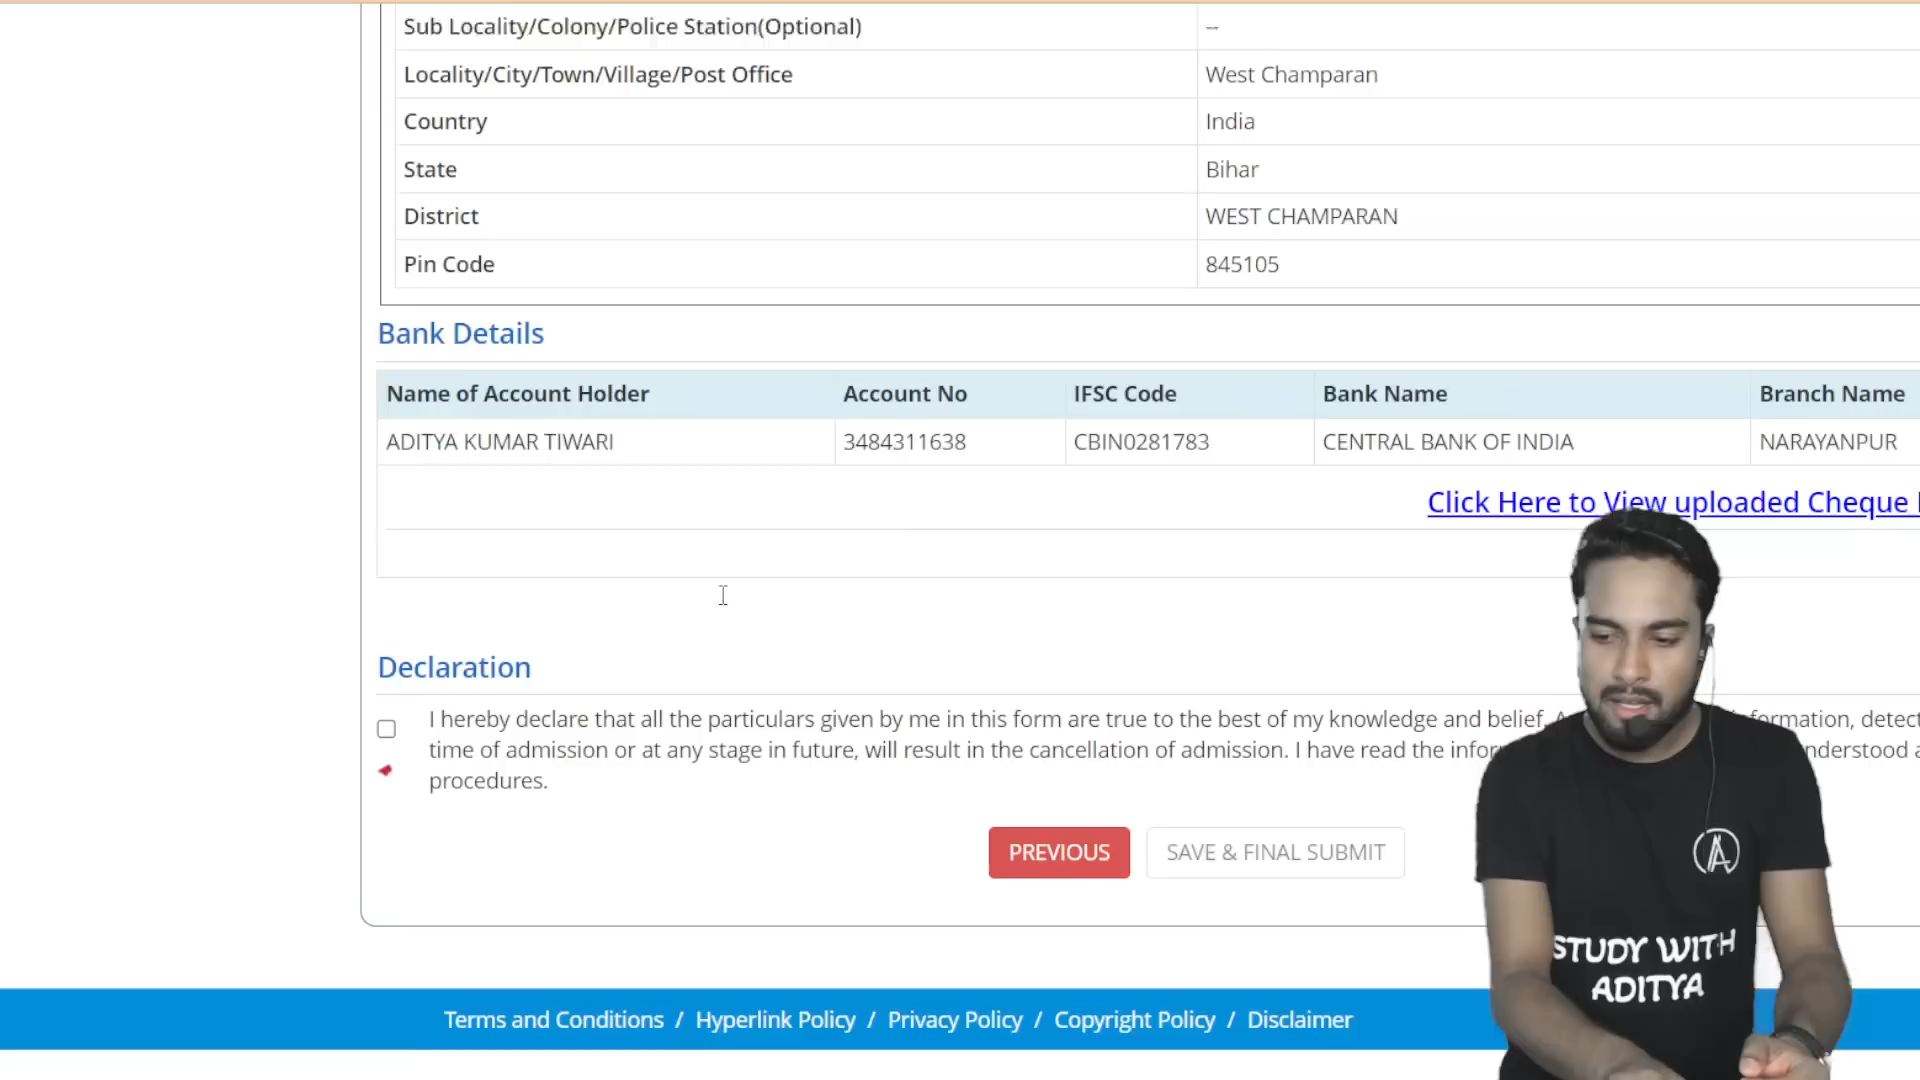 Sub Locality/Colony/Police Station(Optional) --
Locality/City/Town/Village/Post Office West Champaran
Country India
State Bihar
District WEST CHAMPARAN
Pin Code 845105
Bank Details
Name of Account Holder Account No IFSC Code Bank Name Branch Name
ADITYA KUMAR TIWARI 3484311638 CBIN0281783 CENTRAL BANK OF INDIA NARAYANPUR
Click Here to View uploaded Cheque
Declaration
I hereby declare that all the particulars given by me in this form are true to the best of my knowledge and belief.
time of admission or at any stage in future, will result in the cancellation of admission. I have read the
procedures.
PREVIOUS SAVE & FINAL SUBMIT
STUDY WITH
ADITYA
Terms and Conditions / Hyperlink Policy / Privacy Policy / Copyright Policy / Disclaimer